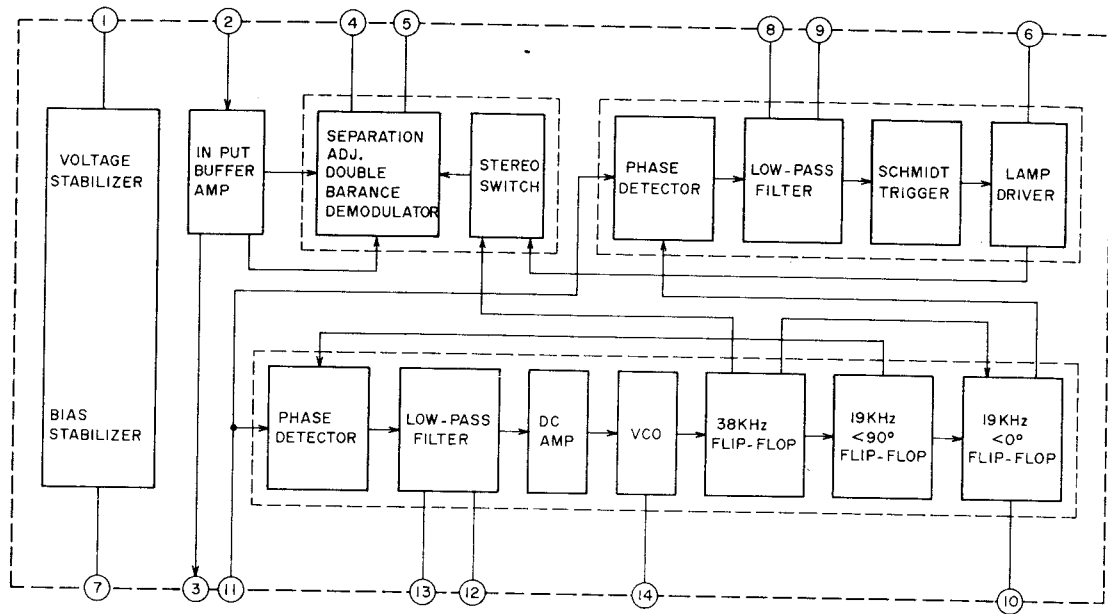 1
2
4
5
8
9
6
VOLTAGE
STABILIZER
BIAS
STABILIZER
IN PUT
BUFFER
AMP
SEPARATION
ADJ.
DOUBLE
BARANCE
DEMODULATOR
STEREO
SWITCH
PHASE
DETECTOR
LOW-PASS
FILTER
SCHMIDT
TRIGGER
LAMP
DRIVER
PHASE
DETECTOR
LOW-PASS
FILTER
DC
AMP
VCO
38KHz
FLIP-FLOP
19KHz
<90°
FLIP-FLOP
19KHz
<0°
FLIP-FLOP
7
3
11
13
12
14
10